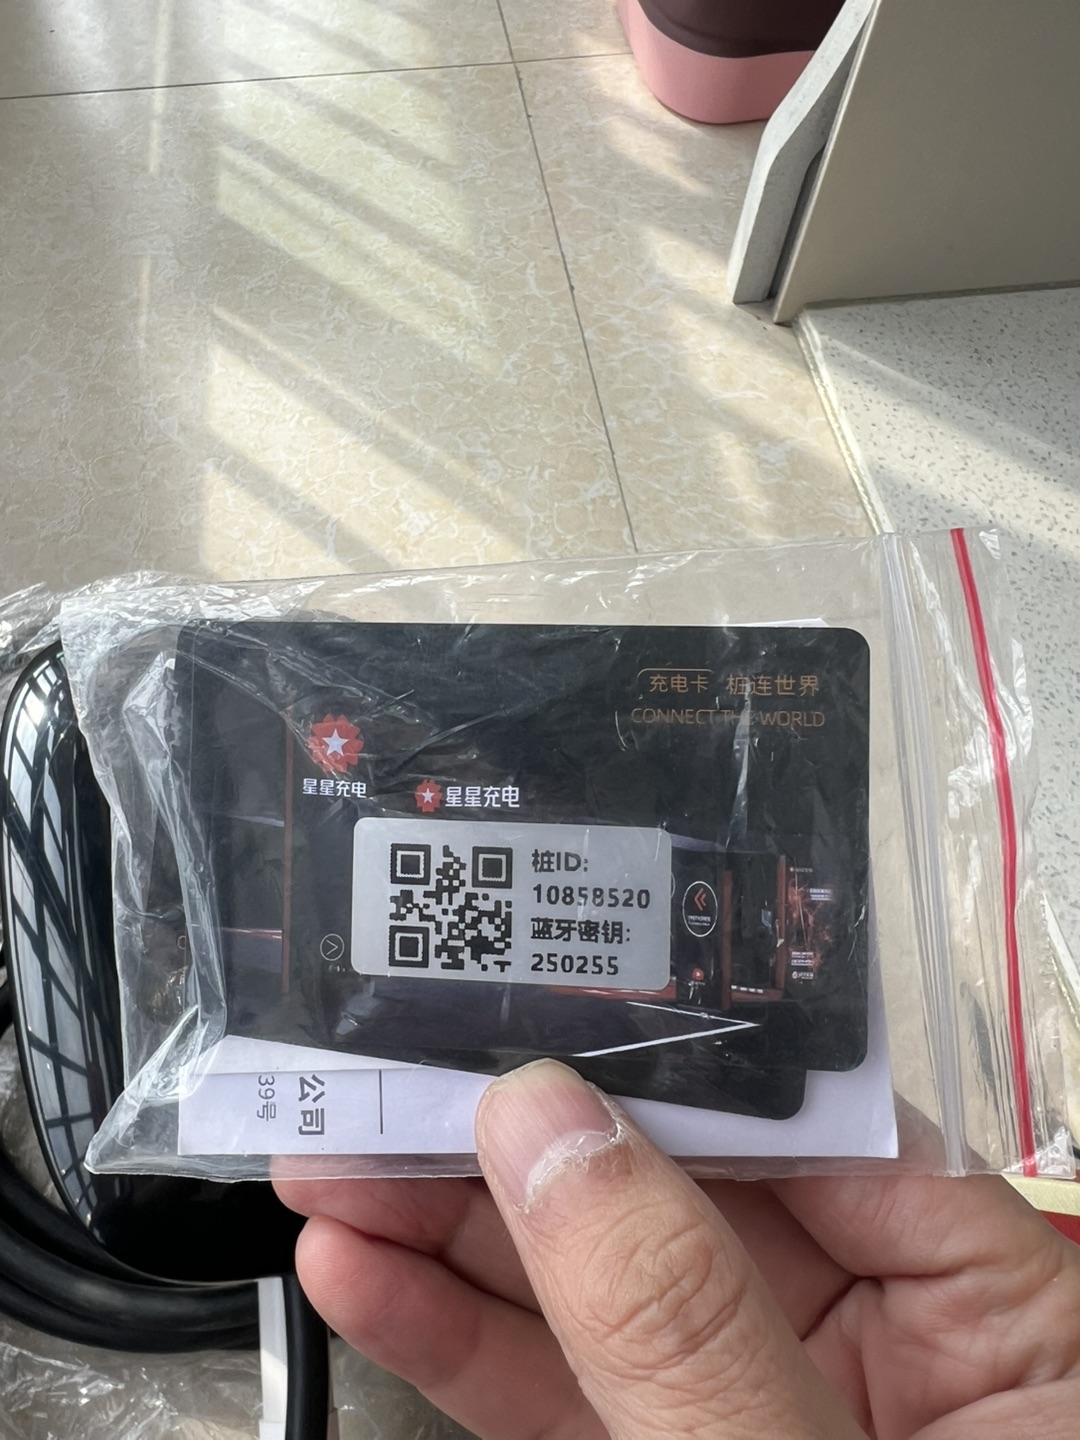 充电卡 桩连世界
CONNECT THE WORLD
星星充电
星星充电
桩ID:
10858520
蓝牙密钥:
250255
公司
39号